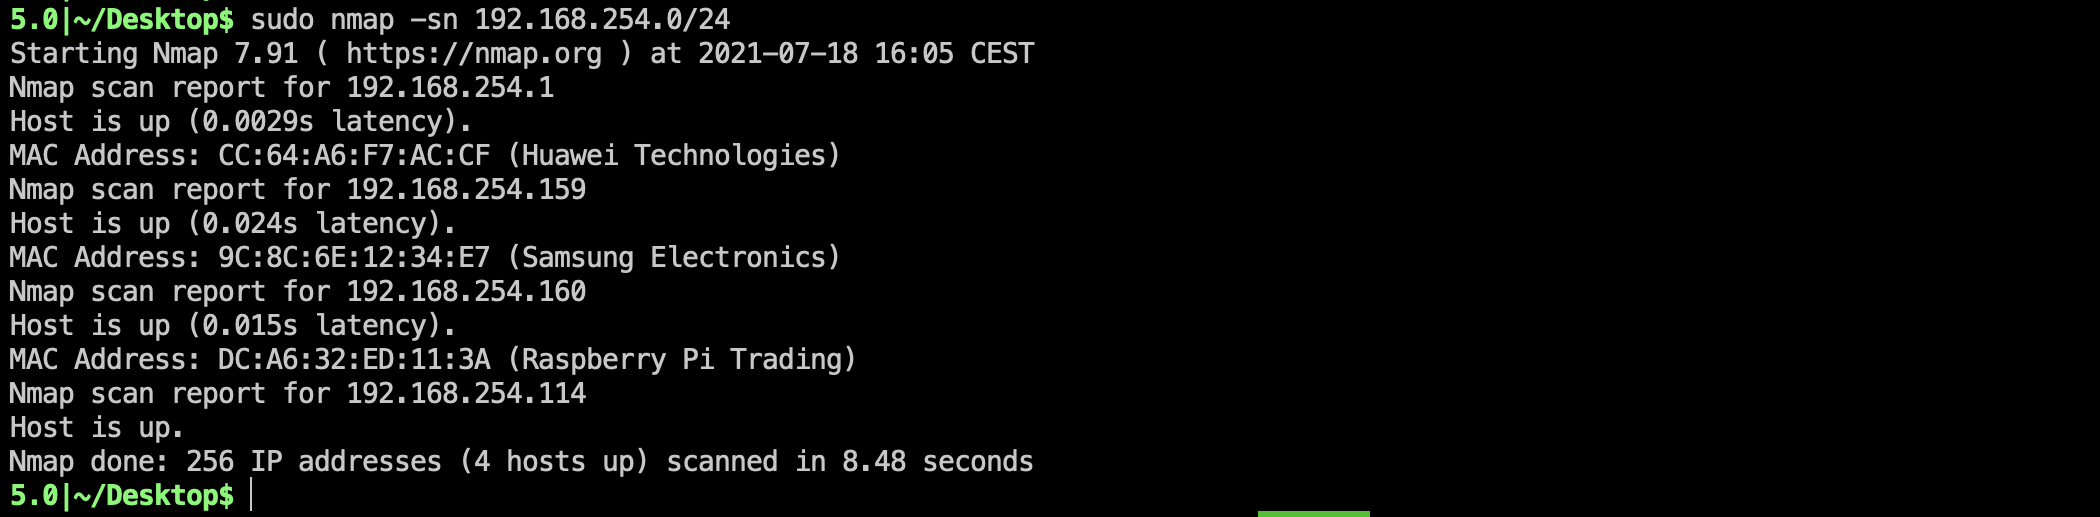 5.0|~/Desktop$ sudo nmap -sn 192.168.254.0/24
Starting Nmap 7.91 ( https://nmap.org ) at 2021-07-18 16:05 CEST
Nmap scan report for 192.168.254.1
Host is up (0.0029s latency).
MAC Address: CC:64:A6:F7:AC:CF (Huawei Technologies)
Nmap scan report for 192.168.254.159
Host is up (0.024s latency).
MAC Address: 9C:8C:6E:12:34:E7 (Samsung Electronics)
Nmap scan report for 192.168.254.160
Host is up (0.015s latency).
MAC Address: DC:A6:32:ED:11:3A (Raspberry Pi Trading)
Nmap scan report for 192.168.254.114
Host is up.
Nmap done: 256 IP addresses (4 hosts up) scanned in 8.48 seconds
5.0|~/Desktop$